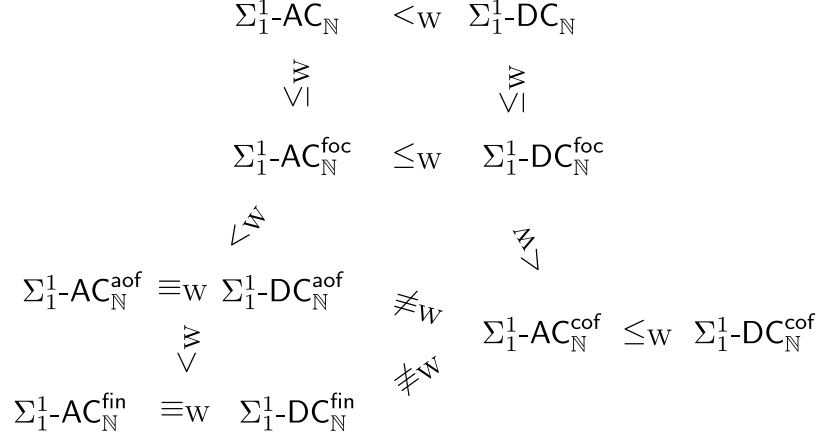 Σ¹₁-AC_ℕ <_W Σ¹₁-DC_ℕ
≤_W ≤_W
Σ¹₁-AC_ℕ^foc ≤_W Σ¹₁-DC_ℕ^foc
<_W <_W
Σ¹₁-AC_ℕ^aof ≡_W Σ¹₁-DC_ℕ^aof ≢_W
<_W Σ¹₁-AC_ℕ^cof ≤_W Σ¹₁-DC_ℕ^cof
Σ¹₁-AC_ℕ^fin ≡_W Σ¹₁-DC_ℕ^fin ≢_W